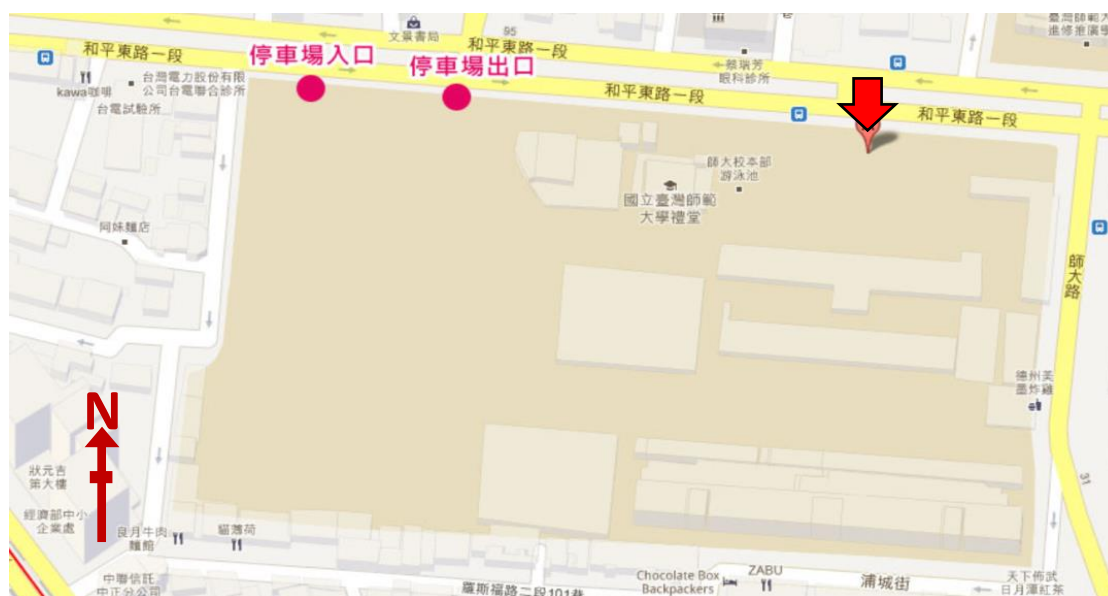 文景書局
95
和平東路一段
和平東路一段
停車場入口
停車場出口
蔡瑞芳
眼科診所
臺灣師範大
進修推廣學
kawa咖啡
台灣電力股份有限
公司台電聯合診所
台電試驗所
和平東路一段
和平東路一段
師大校本部
游泳池
國立臺灣師範
大學禮堂
阿妹麵店
師大路
德州美
墨炸雞
N
31
狀元吉
第大樓
經濟部中小
企業處
良月牛肉
麵館
貓薄荷
中聯信託
中正分公司
羅斯福路二段101巷
Chocolate Box
Backpackers
ZABU
浦城街
天下佈武
日月潭紅茶